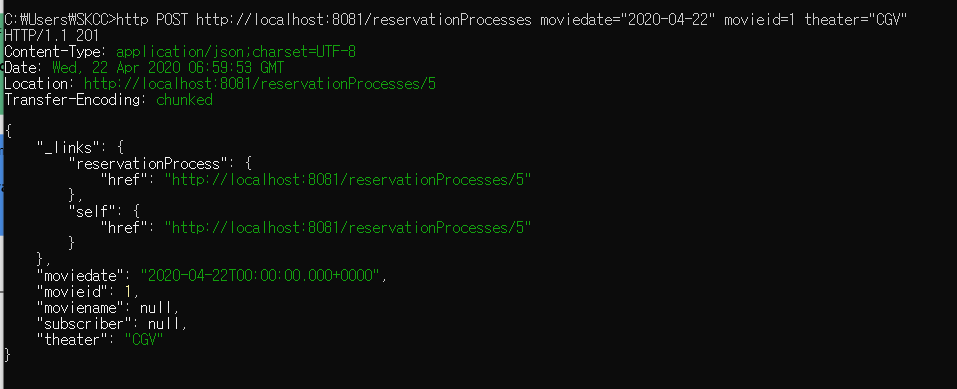 C:₩Users₩SKCC>http POST http://localhost:8081/reservationProcesses moviedate="2020-04-22" movieid=1 theater="CGV"
HTTP/1.1 201
Content-Type: application/json;charset=UTF-8
Date: Wed, 22 Apr 2020 06:59:53 GMT
Location: http://localhost:8081/reservationProcesses/5
Transfer-Encoding: chunked

{
    "_links": {
        "reservationProcess": {
            "href": "http://localhost:8081/reservationProcesses/5"
        },
        "self": {
            "href": "http://localhost:8081/reservationProcesses/5"
        }
    },
    "moviedate": "2020-04-22T00:00:00.000+0000",
    "movieid": 1,
    "moviename": null,
    "subscriber": null,
    "theater": "CGV"
}